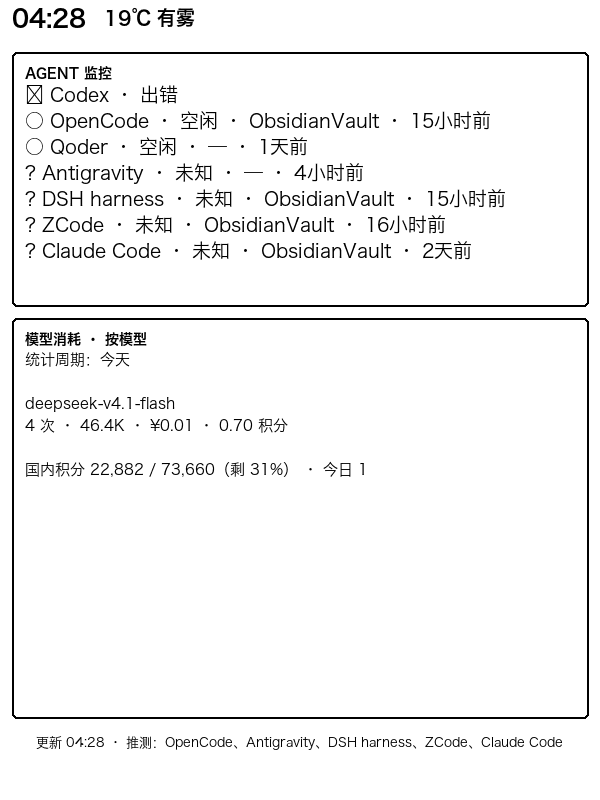 04:28 19℃ 有雾
AGENT 监控
☒ Codex · 出错
○ OpenCode · 空闲 · ObsidianVault · 15小时前
○ Qoder · 空闲 · — · 1天前
? Antigravity · 未知 · — · 4小时前
? DSH harness · 未知 · ObsidianVault · 15小时前
? ZCode · 未知 · ObsidianVault · 16小时前
? Claude Code · 未知 · ObsidianVault · 2天前
模型消耗 · 按模型
统计周期：今天
deepseek-v4.1-flash
4 次 · 46.4K · ¥0.01 · 0.70 积分
国内积分 22,882 / 73,660（剩 31%） · 今日 1
更新 04:28 · 推测：OpenCode、Antigravity、DSH harness、ZCode、Claude Code